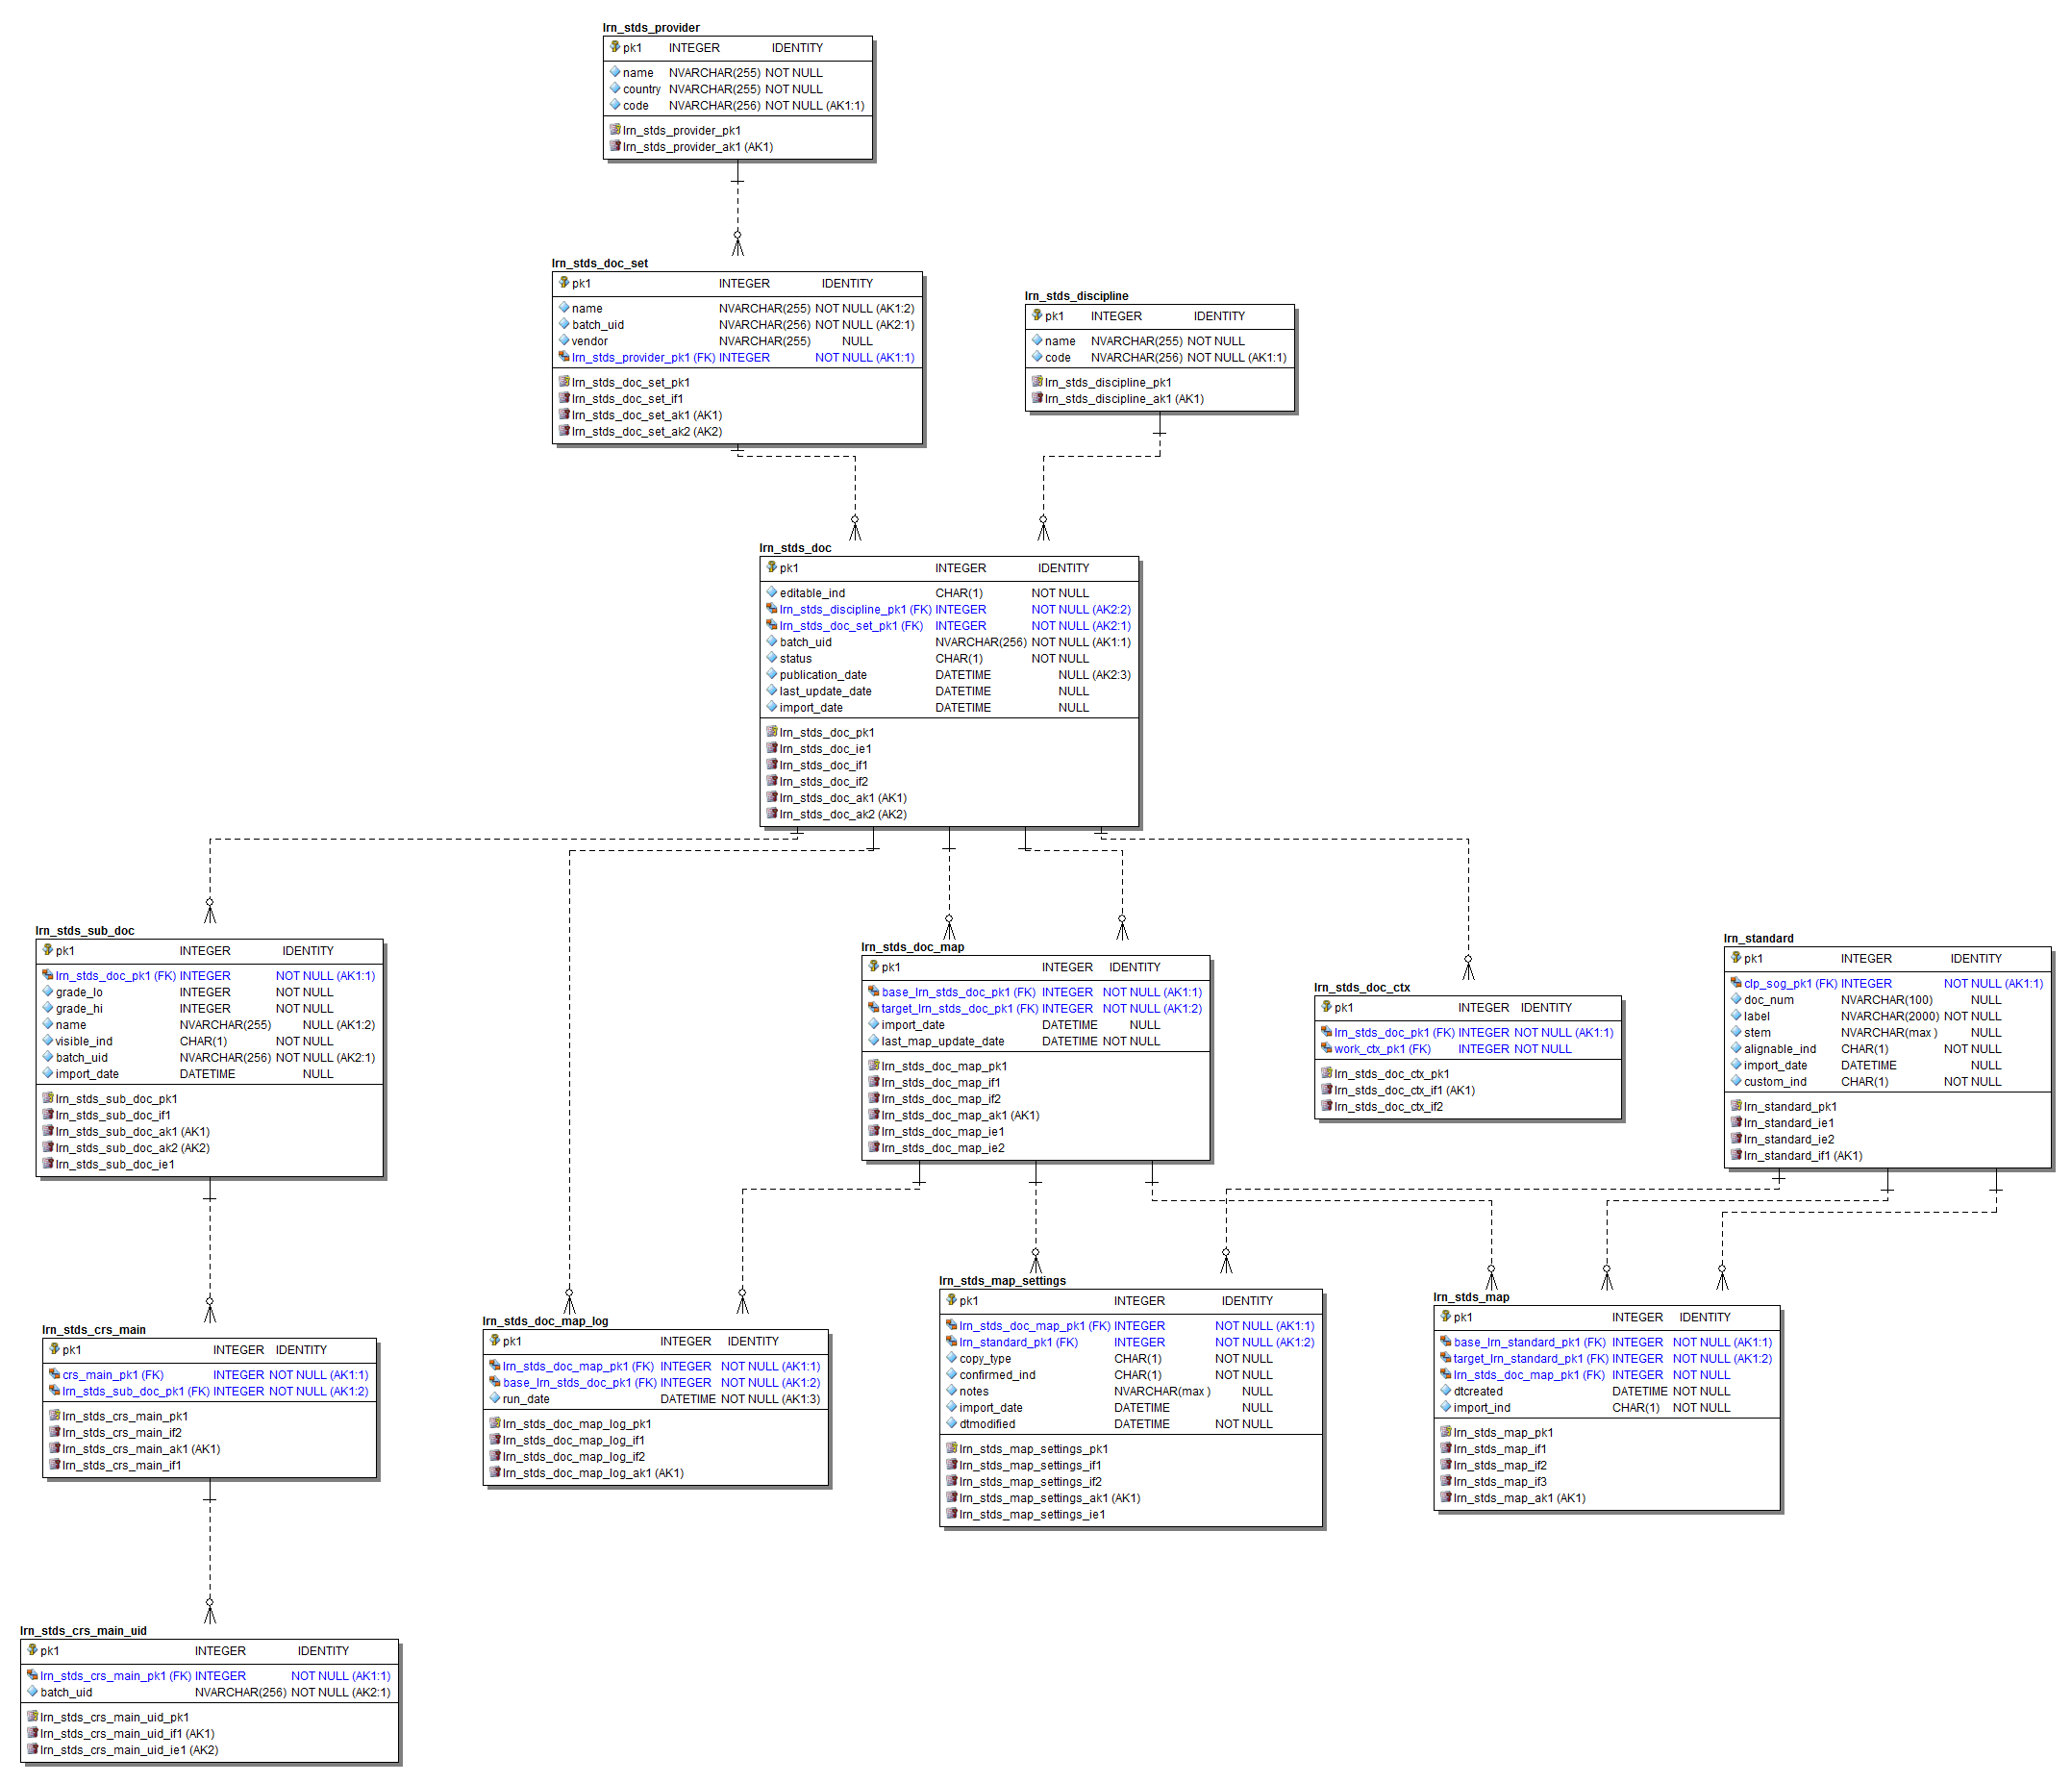 lrn_stds_provider
pk1 INTEGER IDENTITY
name NVARCHAR(255) NOT NULL
country NVARCHAR(255) NOT NULL
code NVARCHAR(256) NOT NULL (AK1:1)
lrn_stds_provider_pk1
lrn_stds_provider_ak1 (AK1)
lrn_stds_doc_set
pk1 INTEGER IDENTITY
name NVARCHAR(255) NOT NULL (AK1:2)
batch_uid NVARCHAR(256) NOT NULL (AK2:1)
vendor NVARCHAR(255) NULL
lrn_stds_provider_pk1 (FK) INTEGER NOT NULL (AK1:1)
lrn_stds_doc_set_pk1
lrn_stds_doc_set_if1
lrn_stds_doc_set_ak1 (AK1)
lrn_stds_doc_set_ak2 (AK2)
lrn_stds_discipline
pk1 INTEGER IDENTITY
name NVARCHAR(255) NOT NULL
code NVARCHAR(256) NOT NULL (AK1:1)
lrn_stds_discipline_pk1
lrn_stds_discipline_ak1 (AK1)
lrn_stds_doc
pk1 INTEGER IDENTITY
editable_ind CHAR(1) NOT NULL
lrn_stds_discipline_pk1 (FK) INTEGER NOT NULL (AK2:2)
lrn_stds_doc_set_pk1 (FK) INTEGER NOT NULL (AK2:1)
batch_uid NVARCHAR(256) NOT NULL (AK1:1)
status CHAR(1) NOT NULL
publication_date DATETIME NULL (AK2:3)
last_update_date DATETIME NULL
import_date DATETIME NULL
lrn_stds_doc_pk1
lrn_stds_doc_ie1
lrn_stds_doc_if1
lrn_stds_doc_if2
lrn_stds_doc_ak1 (AK1)
lrn_stds_doc_ak2 (AK2)
lrn_stds_sub_doc
pk1 INTEGER IDENTITY
lrn_stds_doc_pk1 (FK) INTEGER NOT NULL (AK1:1)
grade_lo INTEGER NOT NULL
grade_hi INTEGER NOT NULL
name NVARCHAR(255) NULL (AK1:2)
visible_ind CHAR(1) NOT NULL
batch_uid NVARCHAR(256) NOT NULL (AK2:1)
import_date DATETIME NULL
lrn_stds_sub_doc_pk1
lrn_stds_sub_doc_if1
lrn_stds_sub_doc_ak1 (AK1)
lrn_stds_sub_doc_ak2 (AK2)
lrn_stds_sub_doc_ie1
lrn_stds_doc_map
pk1 INTEGER IDENTITY
base_lrn_stds_doc_pk1 (FK) INTEGER NOT NULL (AK1:1)
target_lrn_stds_doc_pk1 (FK) INTEGER NOT NULL (AK1:2)
import_date DATETIME NULL
last_map_update_date DATETIME NOT NULL
lrn_stds_doc_map_pk1
lrn_stds_doc_map_if1
lrn_stds_doc_map_if2
lrn_stds_doc_map_ak1 (AK1)
lrn_stds_doc_map_ie1
lrn_stds_doc_map_ie2
lrn_stds_doc_ctx
pk1 INTEGER IDENTITY
lrn_stds_doc_pk1 (FK) INTEGER NOT NULL (AK1:1)
work_ctx_pk1 (FK) INTEGER NOT NULL
lrn_stds_doc_ctx_pk1
lrn_stds_doc_ctx_if1 (AK1)
lrn_stds_doc_ctx_if2
lrn_standard
pk1 INTEGER IDENTITY
clp_sog_pk1 (FK) INTEGER NOT NULL (AK1:1)
doc_num NVARCHAR(100) NULL
label NVARCHAR(2000) NOT NULL
stem NVARCHAR(max ) NULL
alignable_ind CHAR(1) NOT NULL
import_date DATETIME NULL
custom_ind CHAR(1) NOT NULL
lrn_standard_pk1
lrn_standard_ie1
lrn_standard_ie2
lrn_standard_if1 (AK1)
lrn_stds_crs_main
pk1 INTEGER IDENTITY
crs_main_pk1 (FK) INTEGER NOT NULL (AK1:1)
lrn_stds_sub_doc_pk1 (FK) INTEGER NOT NULL (AK1:2)
lrn_stds_crs_main_pk1
lrn_stds_crs_main_if2
lrn_stds_crs_main_ak1 (AK1)
lrn_stds_crs_main_if1
lrn_stds_doc_map_log
pk1 INTEGER IDENTITY
lrn_stds_doc_map_pk1 (FK) INTEGER NOT NULL (AK1:1)
base_lrn_stds_doc_pk1 (FK) INTEGER NOT NULL (AK1:2)
run_date DATETIME NOT NULL (AK1:3)
lrn_stds_doc_map_log_pk1
lrn_stds_doc_map_log_if1
lrn_stds_doc_map_log_if2
lrn_stds_doc_map_log_ak1 (AK1)
lrn_stds_map_settings
pk1 INTEGER IDENTITY
lrn_stds_doc_map_pk1 (FK) INTEGER NOT NULL (AK1:1)
lrn_standard_pk1 (FK) INTEGER NOT NULL (AK1:2)
copy_type CHAR(1) NOT NULL
confirmed_ind CHAR(1) NOT NULL
notes NVARCHAR(max ) NULL
import_date DATETIME NULL
dtmodified DATETIME NOT NULL
lrn_stds_map_settings_pk1
lrn_stds_map_settings_if1
lrn_stds_map_settings_if2
lrn_stds_map_settings_ak1 (AK1)
lrn_stds_map_settings_ie1
lrn_stds_map
pk1 INTEGER IDENTITY
base_lrn_standard_pk1 (FK) INTEGER NOT NULL (AK1:1)
target_lrn_standard_pk1 (FK) INTEGER NOT NULL (AK1:2)
lrn_stds_doc_map_pk1 (FK) INTEGER NOT NULL
dtcreated DATETIME NOT NULL
import_ind CHAR(1) NOT NULL
lrn_stds_map_pk1
lrn_stds_map_if1
lrn_stds_map_if2
lrn_stds_map_if3
lrn_stds_map_ak1 (AK1)
lrn_stds_crs_main_uid
pk1 INTEGER IDENTITY
lrn_stds_crs_main_pk1 (FK) INTEGER NOT NULL (AK1:1)
batch_uid NVARCHAR(256) NOT NULL (AK2:1)
lrn_stds_crs_main_uid_pk1
lrn_stds_crs_main_uid_if1 (AK1)
lrn_stds_crs_main_uid_ie1 (AK2)